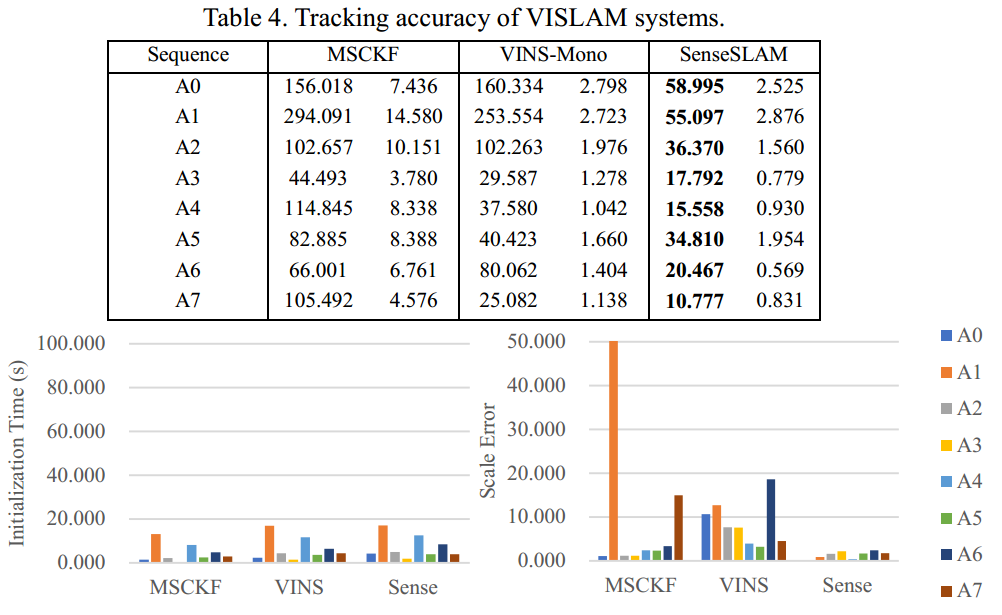 Table 4. Tracking accuracy of VISLAM systems.
Sequence MSCKF VINS-Mono SenseSLAM
A0 156.018 7.436 160.334 2.798 58.995 2.525
A1 294.091 14.580 253.554 2.723 55.097 2.876
A2 102.657 10.151 102.263 1.976 36.370 1.560
A3 44.493 3.780 29.587 1.278 17.792 0.779
A4 114.845 8.338 37.580 1.042 15.558 0.930
A5 82.885 8.388 40.423 1.660 34.810 1.954
A6 66.001 6.761 80.062 1.404 20.467 0.569
A7 105.492 4.576 25.082 1.138 10.777 0.831
Initialization Time (s)
100.000
80.000
60.000
40.000
20.000
0.000
MSCKF VINS Sense
Scale Error
50.000
40.000
30.000
20.000
10.000
0.000
MSCKF VINS Sense
A0
A1
A2
A3
A4
A5
A6
A7